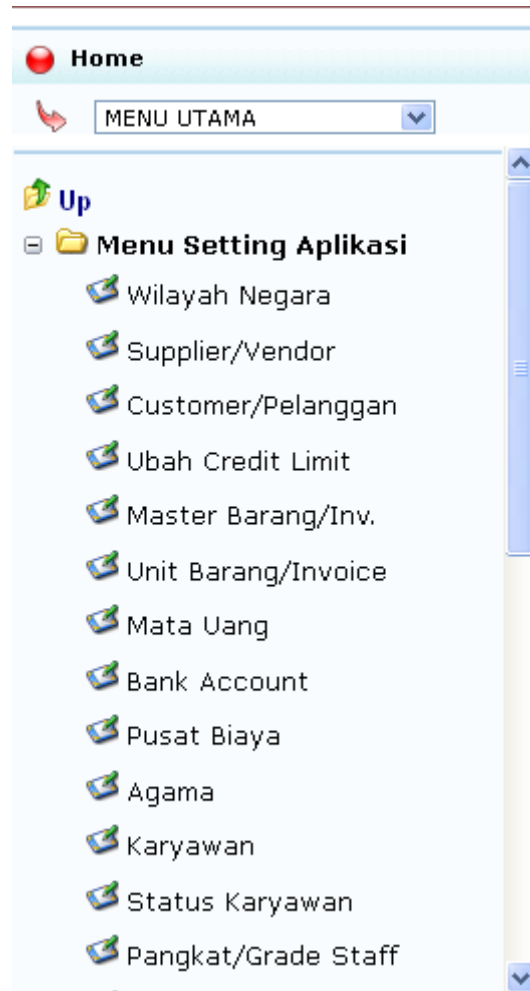 Home
MENU UTAMA
Up
Menu Setting Aplikasi
Wilayah Negara
Supplier/Vendor
Customer/Pelanggan
Ubah Credit Limit
Master Barang/Inv.
Unit Barang/Invoice
Mata Uang
Bank Account
Pusat Biaya
Agama
Karyawan
Status Karyawan
Pangkat/Grade Staff